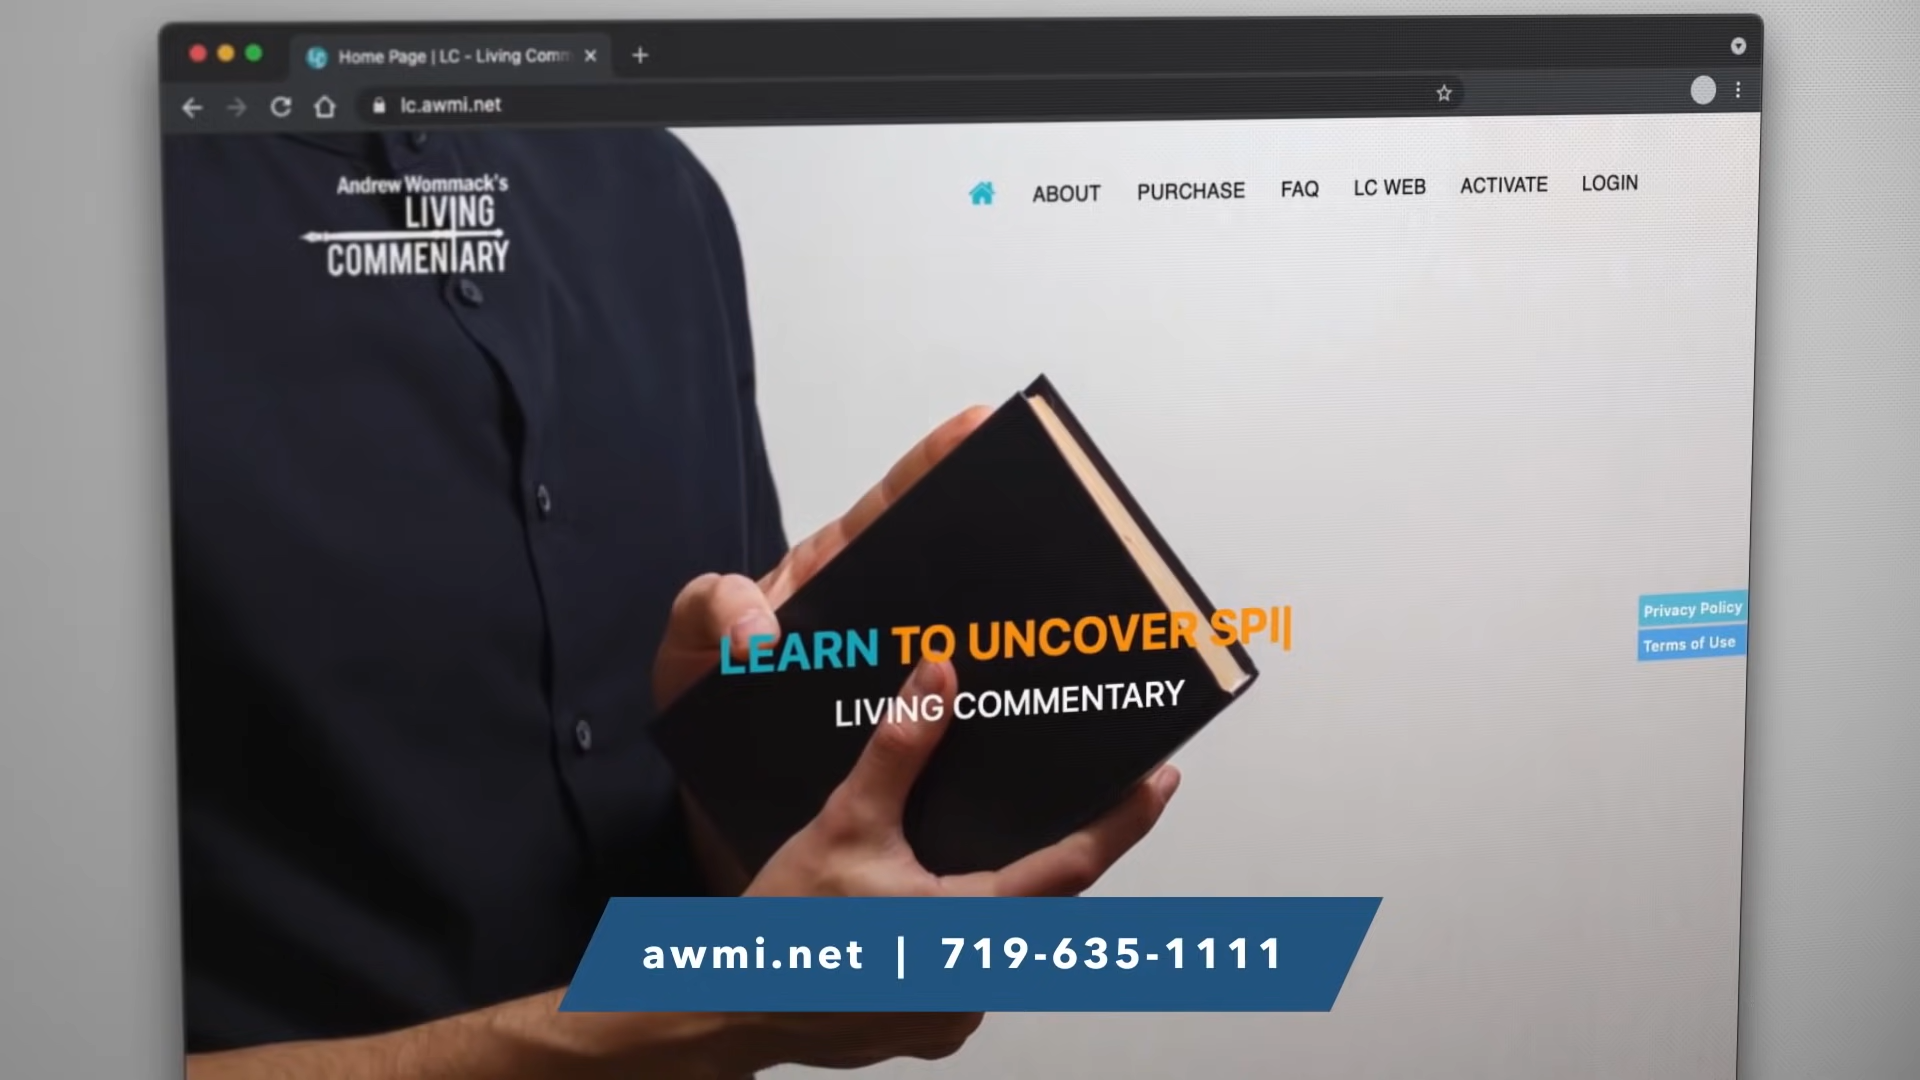 Home Page | LC - Living Com
lc.awmi.net
Andrew Wommack's
LIVING
COMMENTARY
ABOUT PURCHASE FAQ LC WEB ACTIVATE LOGIN
Privacy Policy
Terms of Use
LEARN TO UNCOVER SPI|
LIVING COMMENTARY
awmi.net | 719-635-1111